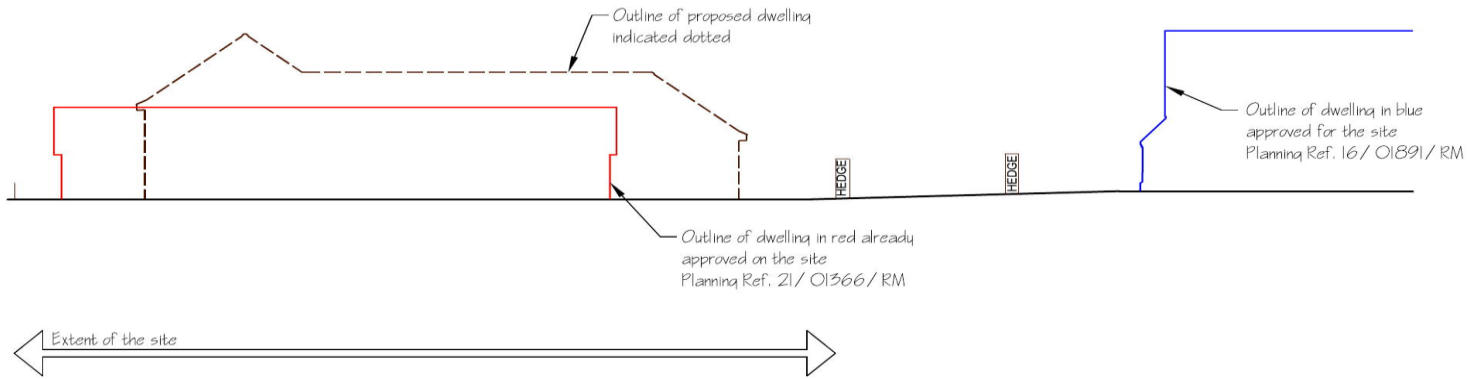 Outline of proposed dwelling
indicated dotted
Outline of dwelling in blue
approved for the site
Planning Ref. 16/ 01891/ RM
HEDGE
HEDGE
Outline of dwelling in red already
approved on the site
Planning Ref. 21/ 01366/ RM
Extent of the site